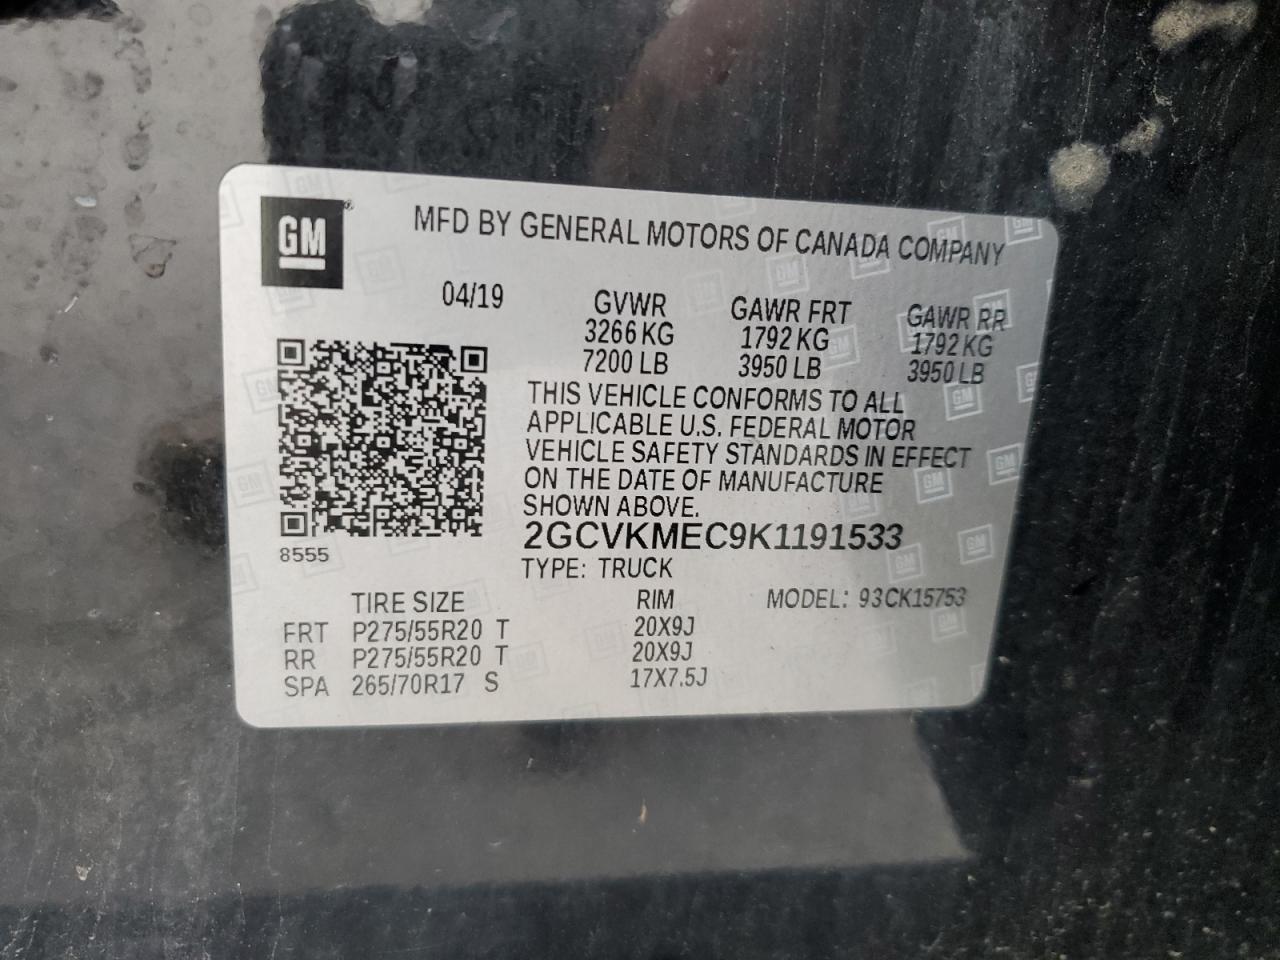 GM®
MFD BY GENERAL MOTORS OF CANADA COMPANY
04/19
GVWR GAWR FRT GAWR RR
3266 KG 1792 KG 1792 KG
7200 LB 3950 LB 3950 LB
THIS VEHICLE CONFORMS TO ALL
APPLICABLE U.S. FEDERAL MOTOR
VEHICLE SAFETY STANDARDS IN EFFECT
ON THE DATE OF MANUFACTURE
SHOWN ABOVE.
2GCVKMEC9K1191533
8555
TYPE: TRUCK
TIRE SIZE RIM MODEL: 93CK15753
FRT P275/55R20 T 20X9J
RR P275/55R20 T 20X9J
SPA 265/70R17 S 17X7.5J